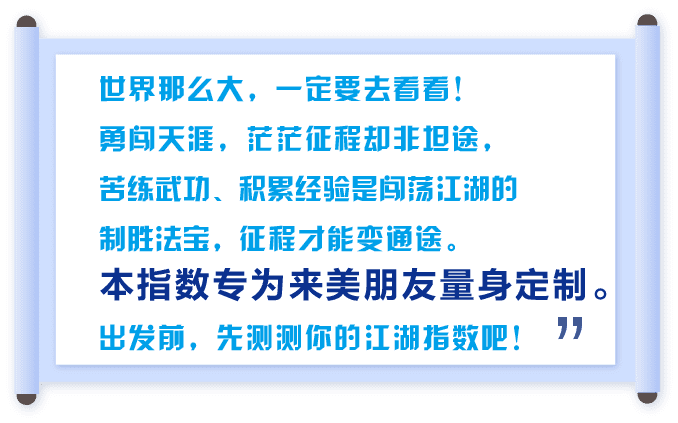 世界那么大，一定要去看看！
勇闯天涯，茫茫征程却非坦途，
苦练武功、积累经验是闯荡江湖的
制胜法宝，征程才能变通途。
本指数专为来美朋友量身定制。
出发前，先测测你的江湖指数吧！”